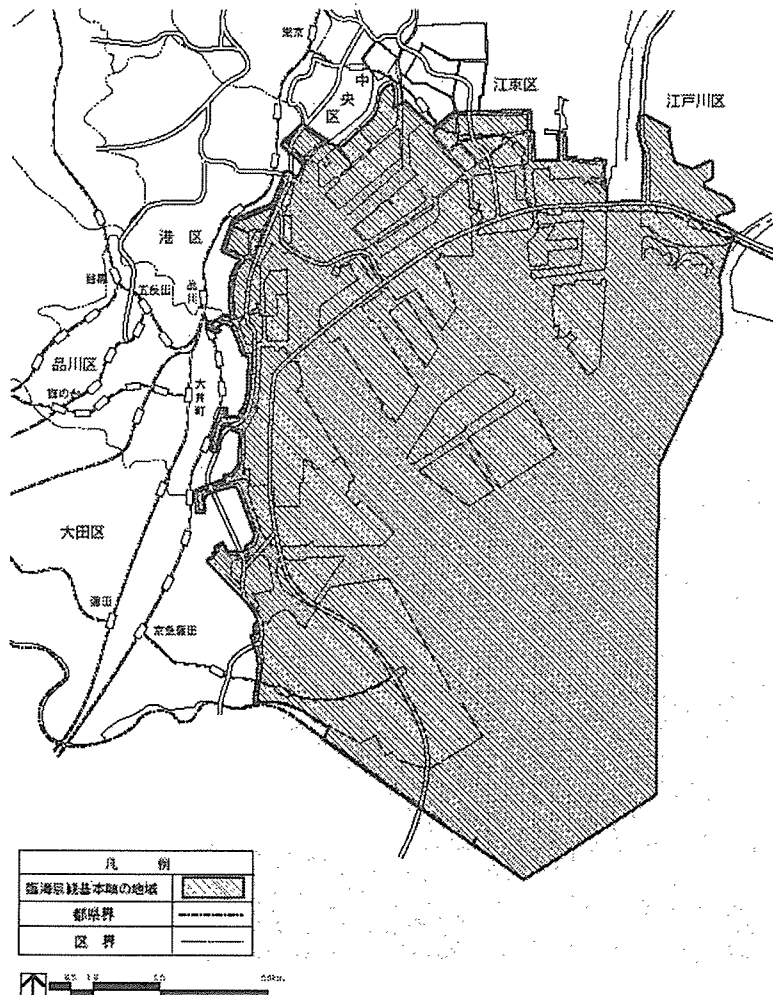 東京
中央区
江東区
江戸川区
港区
目黒
五反田
品川
品川区
大井町
大田区
蒲田
京急蒲田
凡例
臨海景観基本軸の地域
都県界
区界